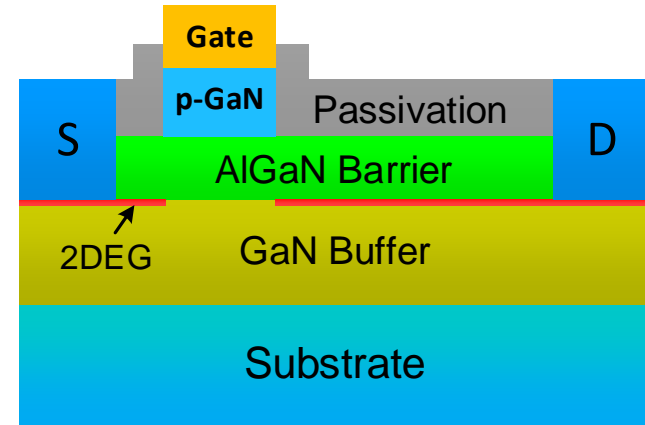 Gate
p-GaN
Passivation
S
D
AlGaN Barrier
2DEG
GaN Buffer
Substrate